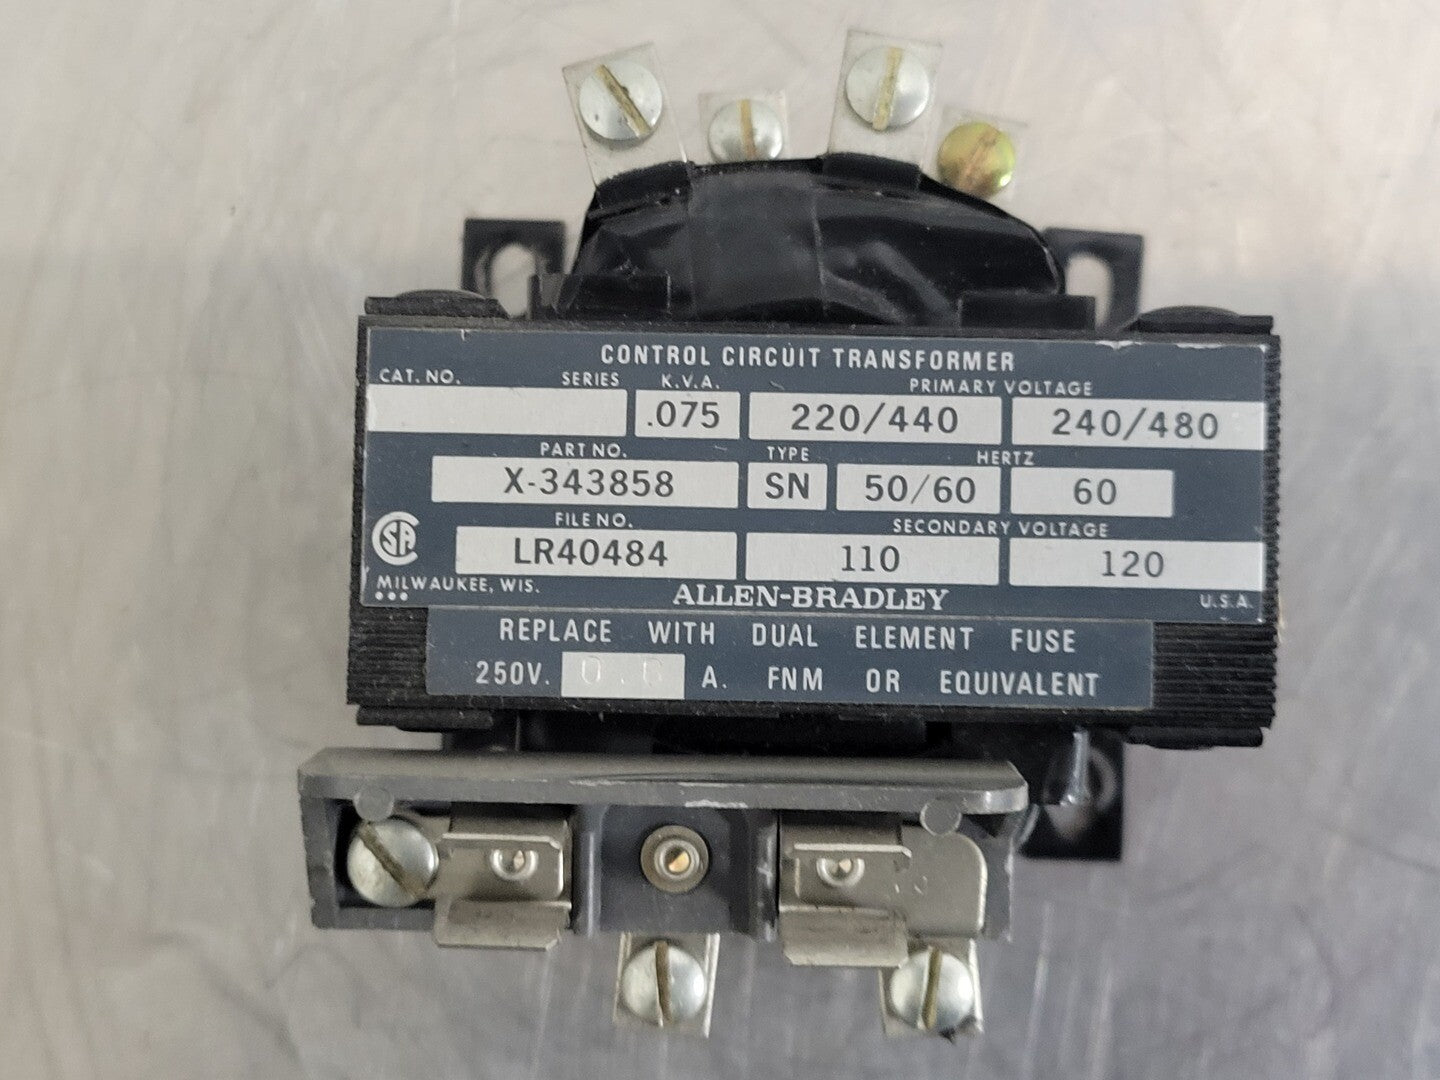 CONTROL CIRCUIT TRANSFORMER
CAT. NO. SERIES K.V.A. PRIMARY VOLTAGE
.075 220/440 240/480
PART NO. TYPE HERTZ
X-343858 SN 50/60 60
FILE NO. SECONDARY VOLTAGE
LR40484 110 120
MILWAUKEE, WIS. ALLEN-BRADLEY U.S.A.
REPLACE WITH DUAL ELEMENT FUSE
250V. A. FNM OR EQUIVALENT